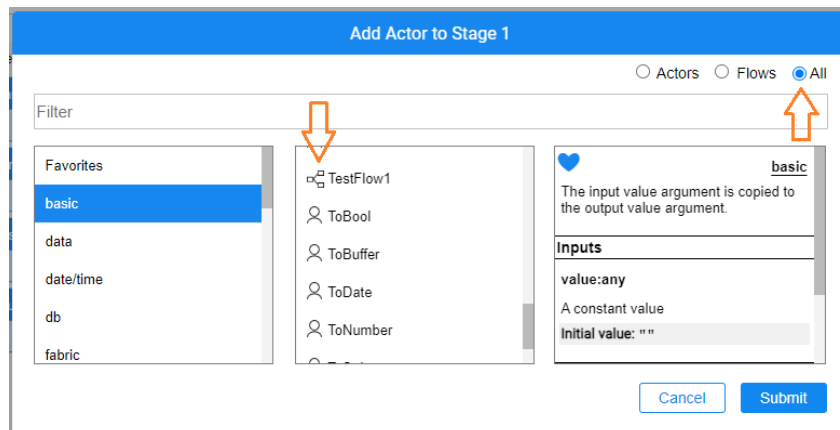 Add Actor to Stage 1
Actors Flows All
Filter
Favorites
basic
data
date/time
db
fabric
TestFlow1
ToBool
ToBuffer
ToDate
ToNumber
basic
The input value argument is copied to
the output value argument.
Inputs
value:any
A constant value
Initial value: ""
Cancel Submit